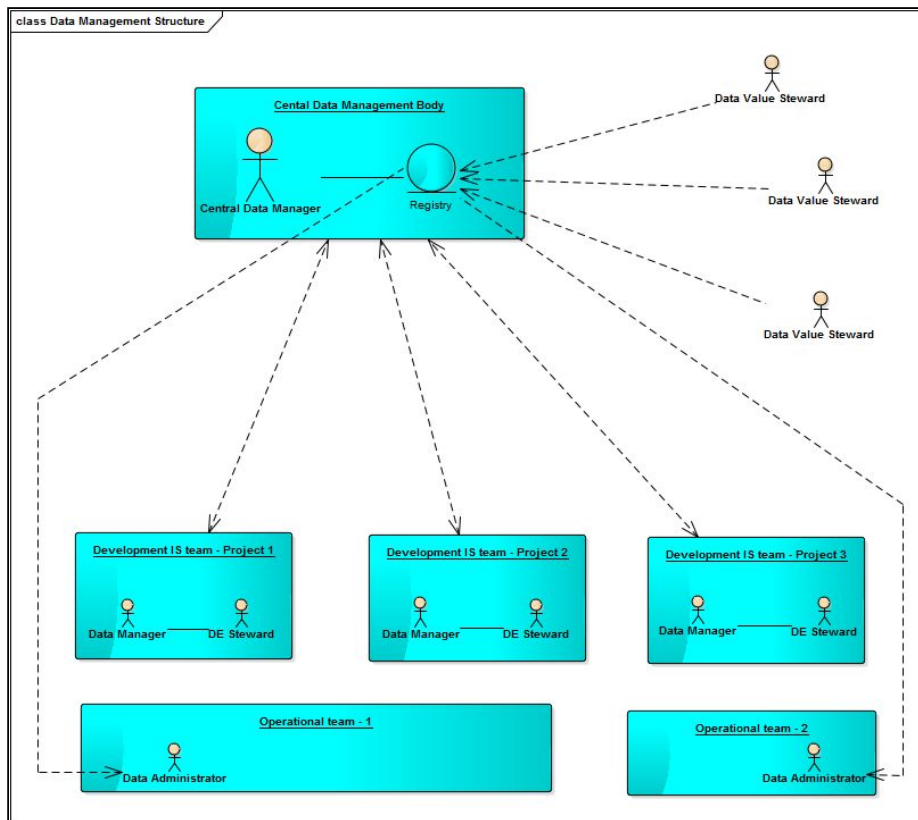 class Data Management Structure
Cental Data Management Body
Central Data Manager
Registry
Data Value Steward
Data Value Steward
Data Value Steward
Development IS team - Project 1
Data Manager
DE Steward
Development IS team - Project 2
Data Manager
DE Steward
Development IS team - Project 3
Data Manager
DE Steward
Operational team - 1
Data Administrator
Operational team - 2
Data Administrator